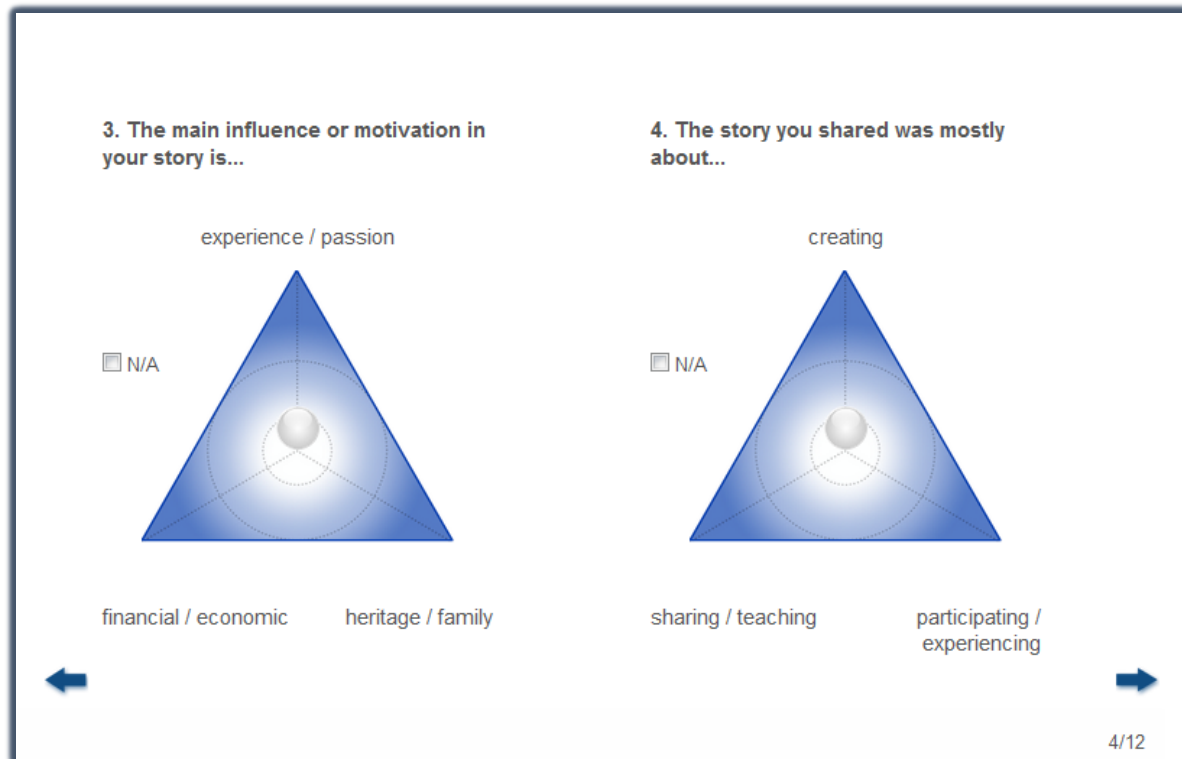 3. The main influence or motivation in
your story is...
experience / passion
N/A
financial / economic
heritage / family
4. The story you shared was mostly
about...
creating
N/A
sharing / teaching
participating /
experiencing
4/12